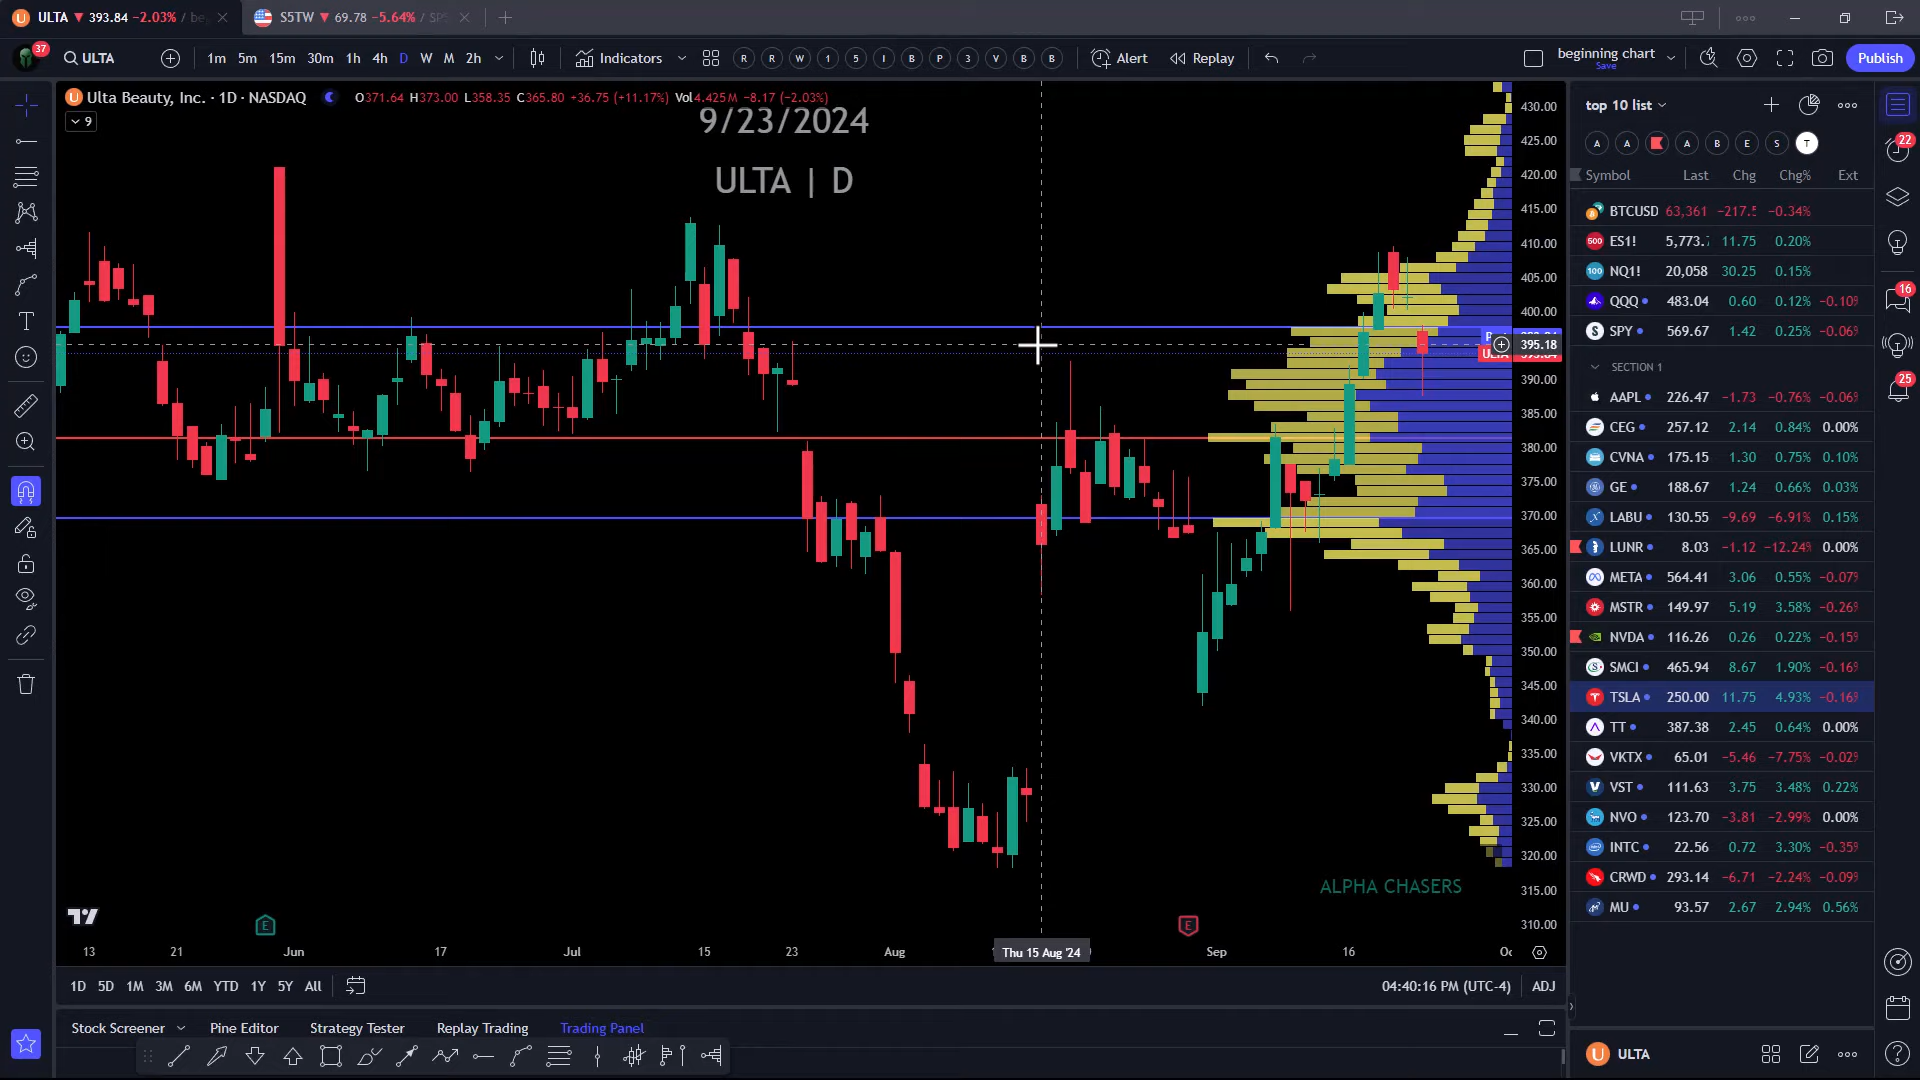 ULTA ▼ 393.84 −2.03% / be
S5TW ▼ 69.78 −5.64% / SP
37
ULTA
1m 5m 15m 30m 1h 4h D W M 2h
Indicators
R R W 1 5 I B P 3 V B B
Alert
Replay
beginning chart
Save
Publish
Ulta Beauty, Inc. · 1D · NASDAQ
O371.64 H373.00 L358.35 C365.80 +36.75 (+11.17%) Vol4.425M −8.17 (−2.03%)
9
9/23/2024
ULTA | D
430.00
425.00
420.00
415.00
410.00
405.00
400.00
395.18
390.00
385.00
380.00
375.00
370.00
365.00
360.00
355.00
350.00
345.00
340.00
335.00
330.00
325.00
320.00
315.00
310.00
ALPHA CHASERS
E
E
13 21 Jun 17 Jul 15 23 Aug Thu 15 Aug '24 Sep 16 Oc
1D 5D 1M 3M 6M YTD 1Y 5Y All
04:40:16 PM (UTC-4) ADJ
Stock Screener Pine Editor Strategy Tester Replay Trading Trading Panel
top 10 list
A A A B E S T
Symbol Last Chg Chg% Ext
BTCUSD 63,361 −217.5 −0.34%
ES1! 5,773. 11.75 0.20%
NQ1! 20,058 30.25 0.15%
QQQ 483.04 0.60 0.12% −0.10%
SPY 569.67 1.42 0.25% −0.06%
SECTION 1
AAPL 226.47 −1.73 −0.76% −0.06%
CEG 257.12 2.14 0.84% 0.00%
CVNA 175.15 1.30 0.75% 0.10%
GE 188.67 1.24 0.66% 0.03%
LABU 130.55 −9.69 −6.91% 0.15%
LUNR 8.03 −1.12 −12.24% 0.00%
META 564.41 3.06 0.55% −0.07%
MSTR 149.97 5.19 3.58% −0.26%
NVDA 116.26 0.26 0.22% −0.15%
SMCI 465.94 8.67 1.90% −0.16%
TSLA 250.00 11.75 4.93% −0.16%
TT 387.38 2.45 0.64% 0.00%
VKTX 65.01 −5.46 −7.75% −0.02%
VST 111.63 3.75 3.48% 0.22%
NVO 123.70 −3.81 −2.99% 0.00%
INTC 22.56 0.72 3.30% −0.35%
CRWD 293.14 −6.71 −2.24% −0.09%
MU 93.57 2.67 2.94% 0.56%
ULTA
22
16
25